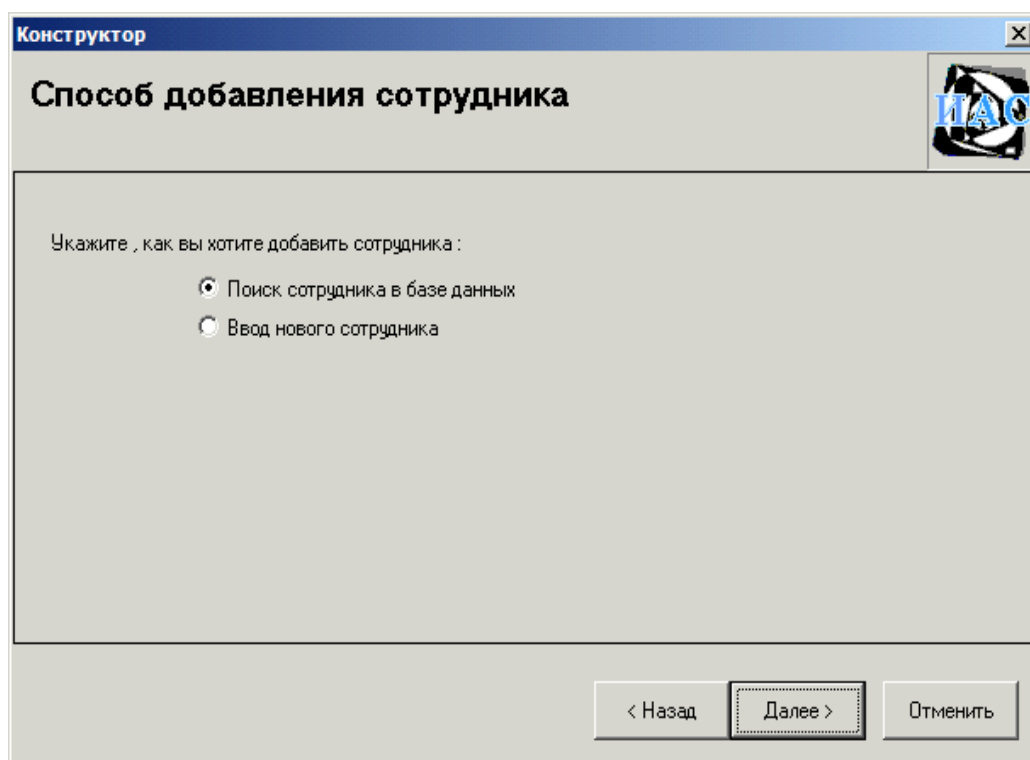 Конструктор
Способ добавления сотрудника
ИАС
Укажите , как вы хотите добавить сотрудника :
Поиск сотрудника в базе данных
Ввод нового сотрудника
< Назад
Далее >
Отменить